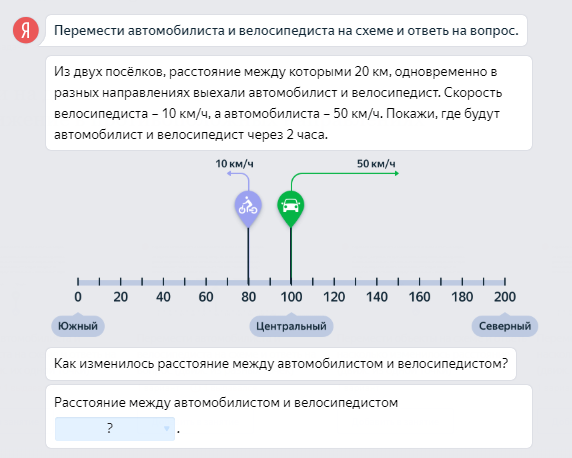 Я
Перемести автомобилиста и велосипедиста на схеме и ответь на вопрос.
Из двух посёлков, расстояние между которыми 20 км, одновременно в
разных направлениях выехали автомобилист и велосипедист. Скорость
велосипедиста – 10 км/ч, а автомобилиста – 50 км/ч. Покажи, где будут
автомобилист и велосипедист через 2 часа.
10 км/ч 50 км/ч
0 20 40 60 80 100 120 140 160 180 200
Южный Центральный Северный
Как изменилось расстояние между автомобилистом и велосипедистом?
Расстояние между автомобилистом и велосипедистом
? .